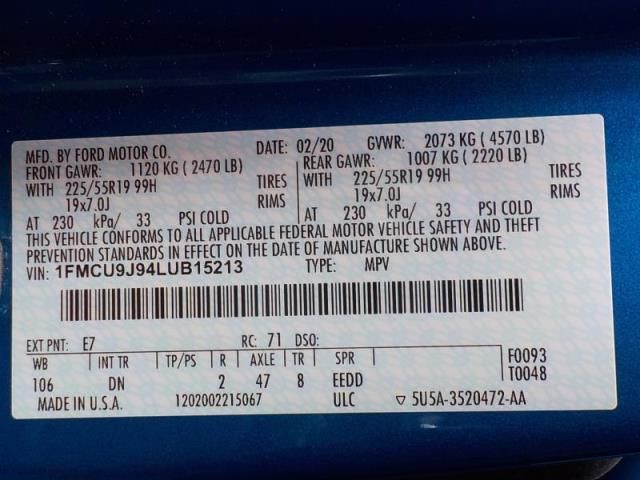 MFD. BY FORD MOTOR CO. DATE: 02/20 GVWR: 2073 KG ( 4570 LB)
FRONT GAWR: 1120 KG ( 2470 LB) REAR GAWR: 1007 KG ( 2220 LB)
WITH 225/55R19 99H TIRES WITH 225/55R19 99H TIRES
19x7.0J RIMS 19x7.0J RIMS
AT 230 kPa/ 33 PSI COLD AT 230 kPa/ 33 PSI COLD
THIS VEHICLE CONFORMS TO ALL APPLICABLE FEDERAL MOTOR VEHICLE SAFETY AND THEFT
PREVENTION STANDARDS IN EFFECT ON THE DATE OF MANUFACTURE SHOWN ABOVE.
VIN: 1FMCU9J94LUB15213 TYPE: MPV
EXT PNT: E7 RC: 71 DSO:
WB INT TR TP/PS R AXLE TR SPR F0093
106 DN 2 47 8 EEDD T0048
MADE IN U.S.A. 1202002215067 ULC ▽ 5U5A-3520472-AA